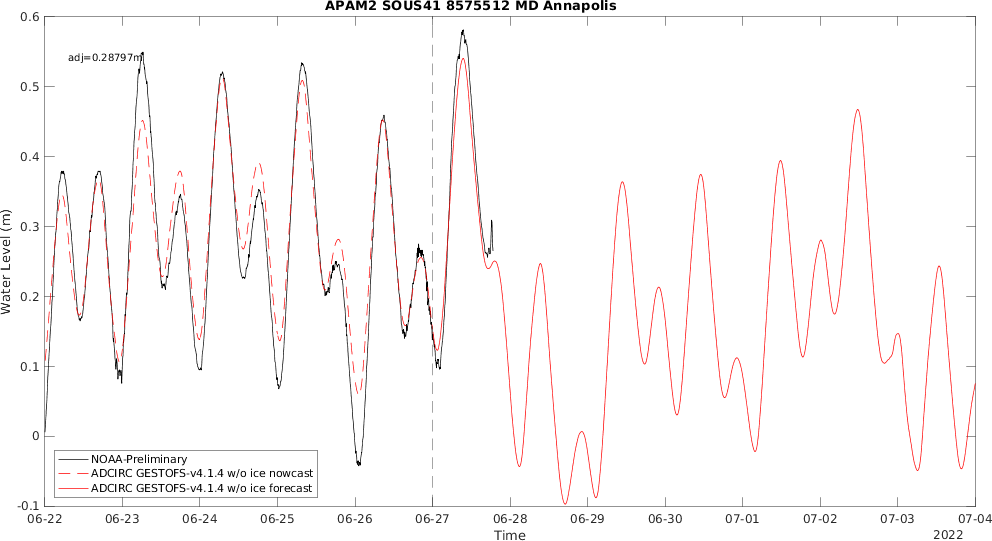 APAM2 SOUS41 8575512 MD Annapolis
adj=0.28797m
Water Level (m)
0.6
0.5
0.4
0.3
0.2
0.1
0
-0.1
NOAA-Preliminary
ADCIRC GESTOFS-v4.1.4 w/o ice nowcast
ADCIRC GESTOFS-v4.1.4 w/o ice forecast
06-22 06-23 06-24 06-25 06-26 06-27 06-28 06-29 06-30 07-01 07-02 07-03 07-04
Time
2022